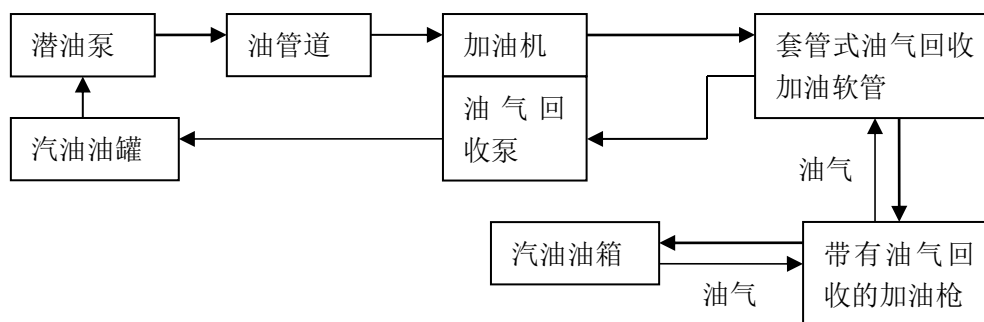 潜油泵
油管道
加油机
套管式油气回收
加油软管
油气回
收泵
汽油油罐
油气
汽油油箱
带有油气回
收的加油枪
油气